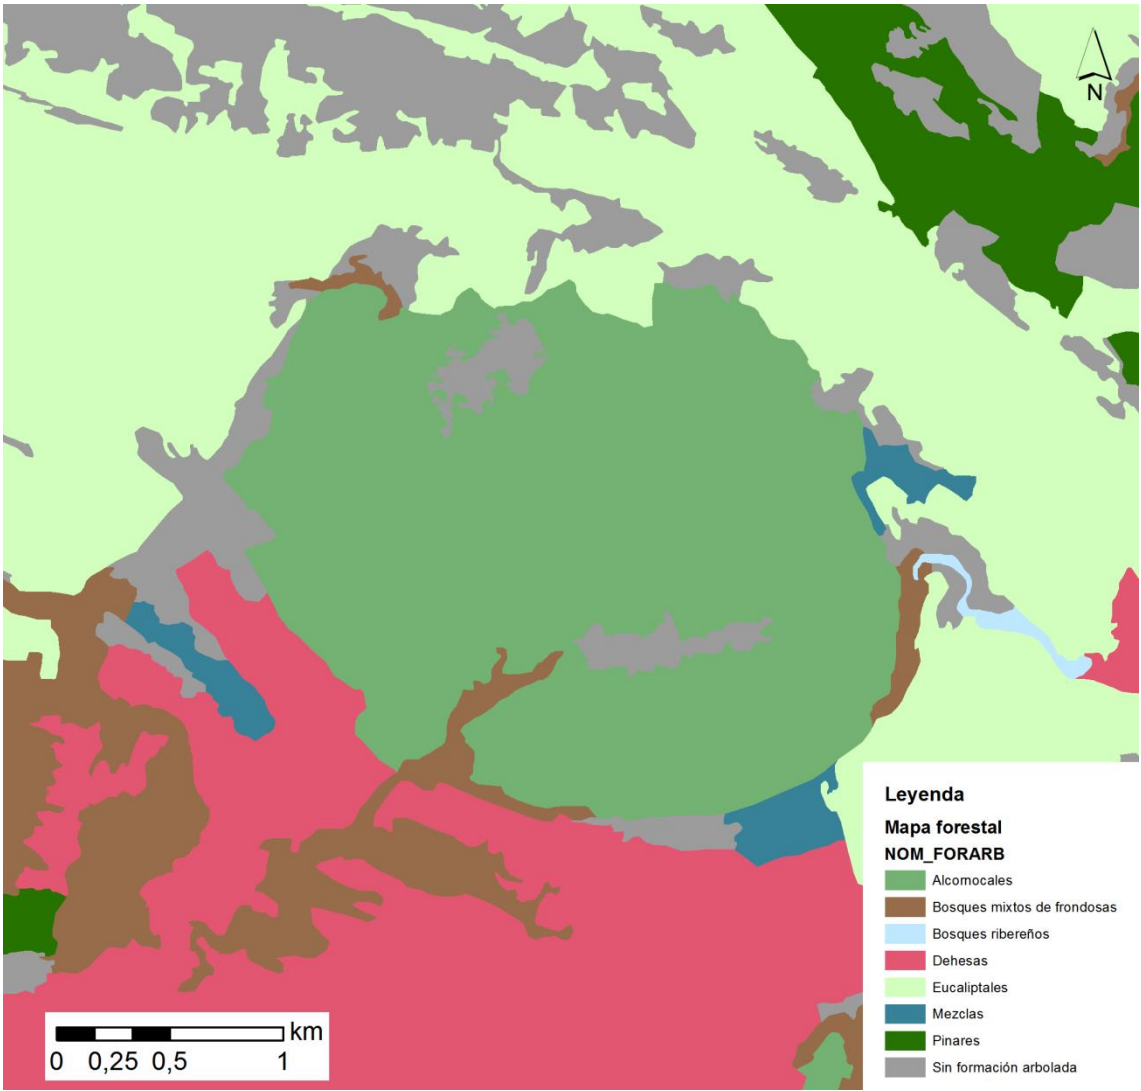 N
Leyenda
Mapa forestal
NOM_FORARB
Alcornocales
Bosques mixtos de frondosas
Bosques ribereños
Dehesas
Eucaliptales
Mezclas
Pinares
Sin formación arbolada
km
0 0,25 0,5 1